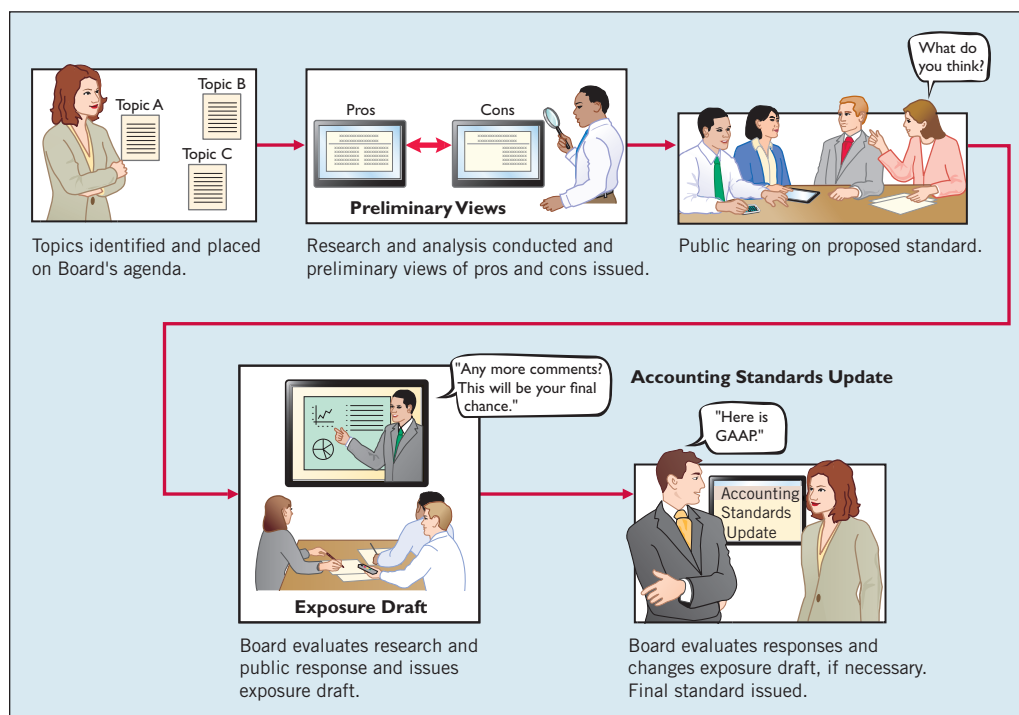 What do
you think?
Topic A
Topic B
Topic C
Pros
Cons
Preliminary Views
Topics identified and placed
on Board's agenda.
Research and analysis conducted and
preliminary views of pros and cons issued.
Public hearing on proposed standard.
"Any more comments?
This will be your final
chance."
Exposure Draft
Board evaluates research and
public response and issues
exposure draft.
Accounting Standards Update
"Here is
GAAP."
Accounting
Standards
Update
Board evaluates responses and
changes exposure draft, if necessary.
Final standard issued.